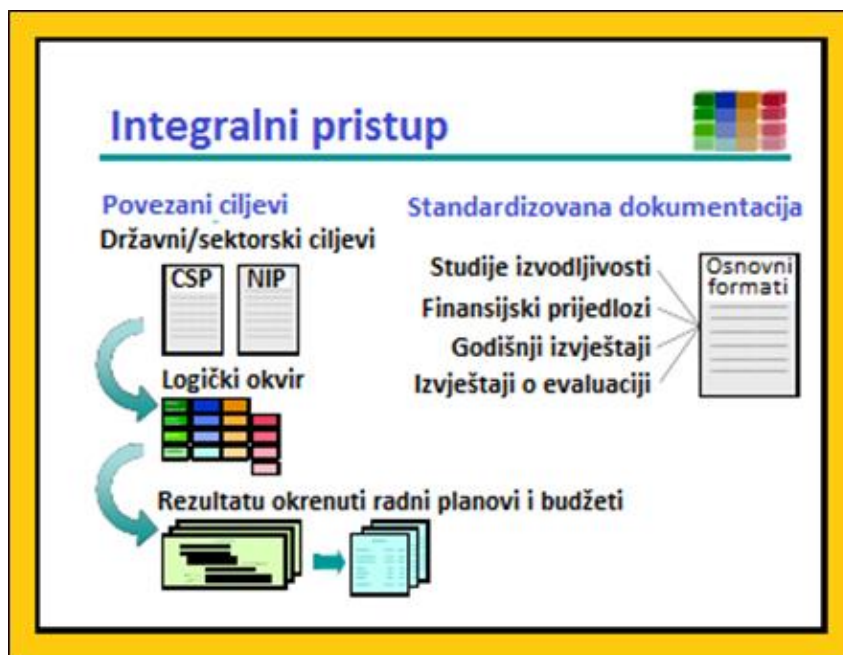 Integralni pristup
Povezani ciljevi
Državni/sektorski ciljevi
CSP
NIP
Logički okvir
Rezultatu okrenuti radni planovi i budžeti
Standardizovana dokumentacija
Studije izvodljivosti
Finansijski prijedlozi
Godišnji izvještaji
Izvještaji o evaluaciji
Osnovni
formati